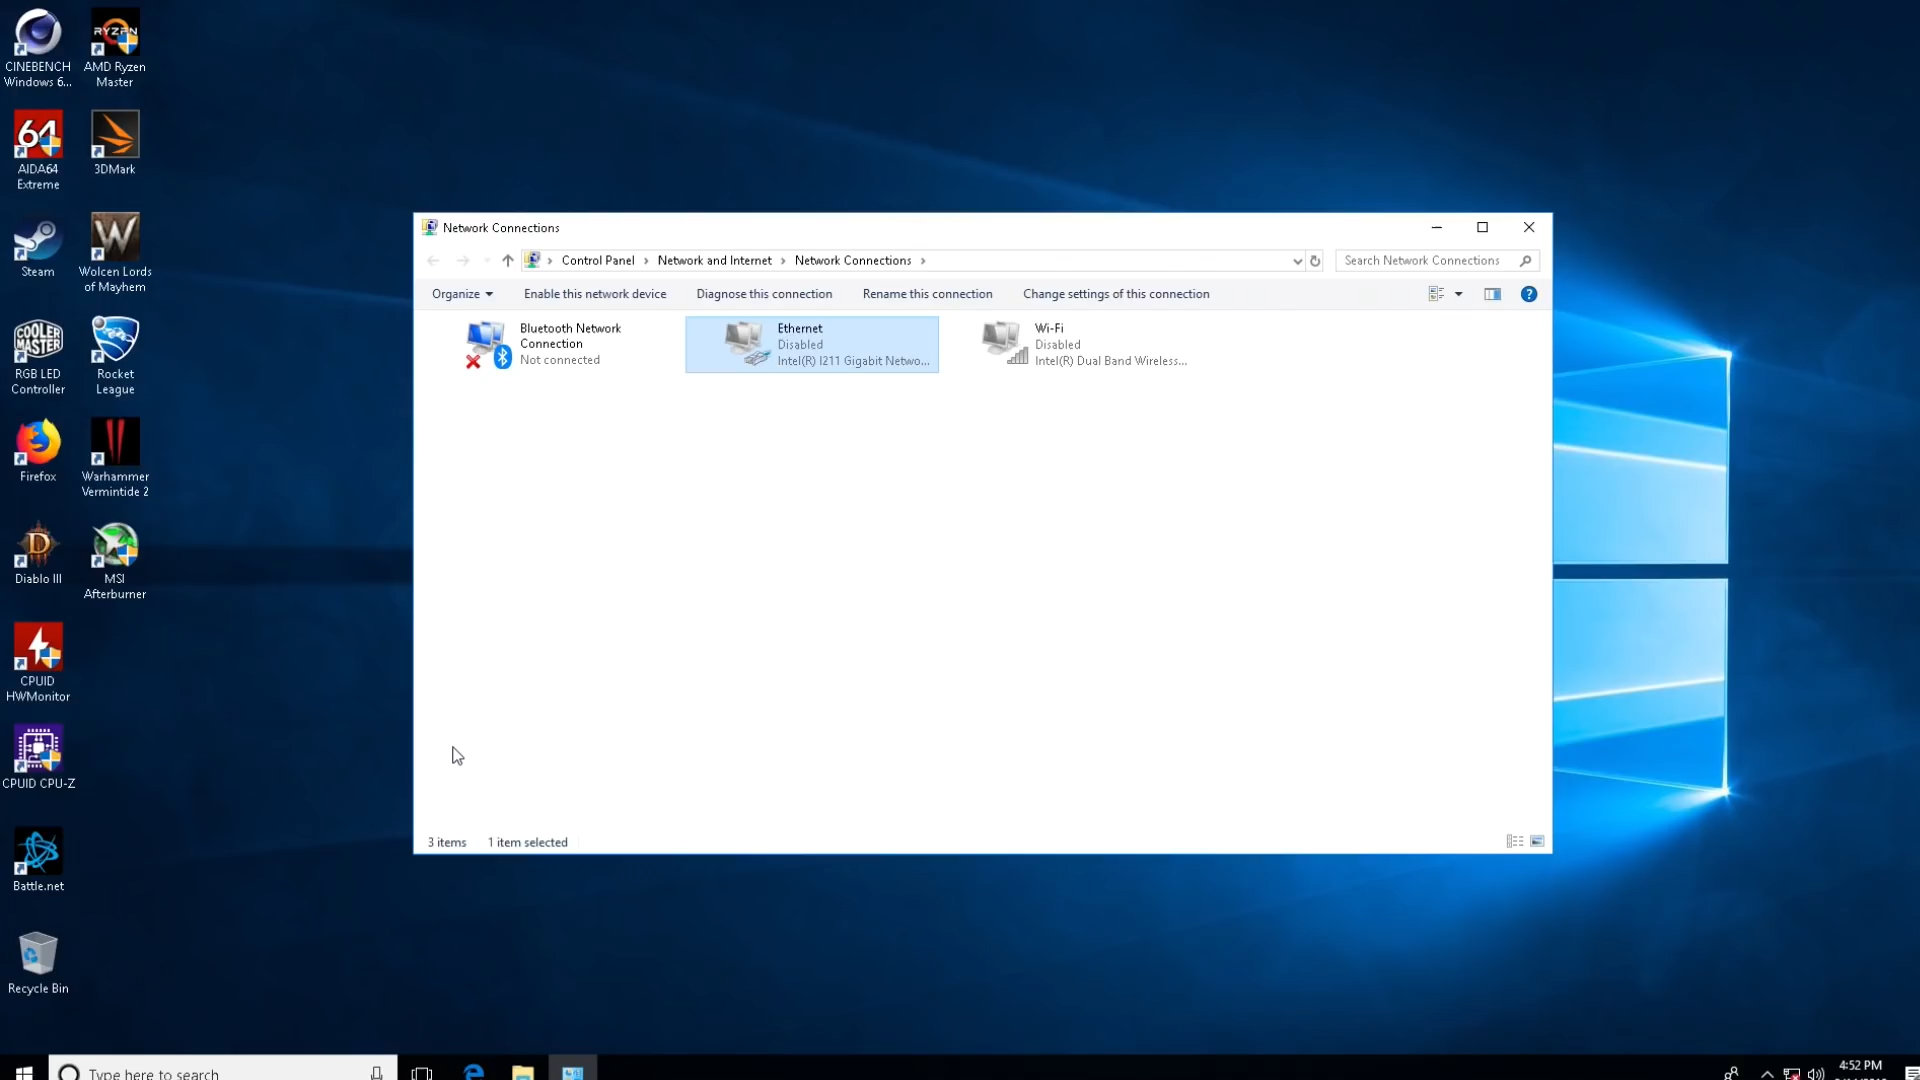 CINEBENCH
Windows 6...
RYZEN
AMD Ryzen
Master
64
AIDA64
Extreme
3DMark
Steam
Wolcen Lords
of Mayhem
COOLER
MASTER
RGB LED
Controller
Rocket
League
Firefox
Warhammer
Vermintide 2
Diablo III
MSI
Afterburner
CPUID
HWMonitor
CPUID CPU-Z
Battle.net
Recycle Bin
Network Connections
Control Panel > Network and Internet > Network Connections >
Search Network Connections
Organize
Enable this network device
Diagnose this connection
Rename this connection
Change settings of this connection
Bluetooth Network
Connection
Not connected
Ethernet
Disabled
Intel(R) I211 Gigabit Netwo...
Wi-Fi
Disabled
Intel(R) Dual Band Wireless...
3 items
1 item selected
Type here to search
4:52 PM